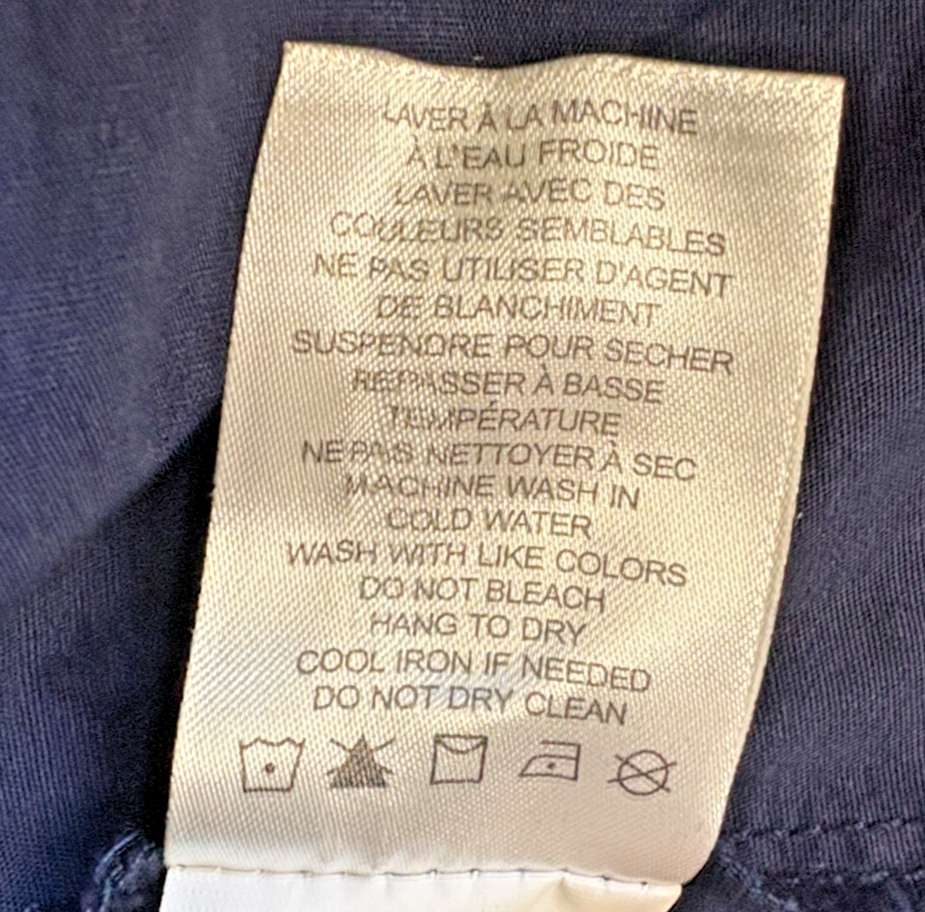 LAVER À LA MACHINE
À L'EAU FROIDE
LAVER AVEC DES
COULEURS SEMBLABLES
NE PAS UTILISER D'AGENT
DE BLANCHIMENT
SUSPENDRE POUR SECHER
REPASSER À BASSE
TEMPÉRATURE
NE PAS NETTOYER À SEC
MACHINE WASH IN
COLD WATER
WASH WITH LIKE COLORS
DO NOT BLEACH
HANG TO DRY
COOL IRON IF NEEDED
DO NOT DRY CLEAN